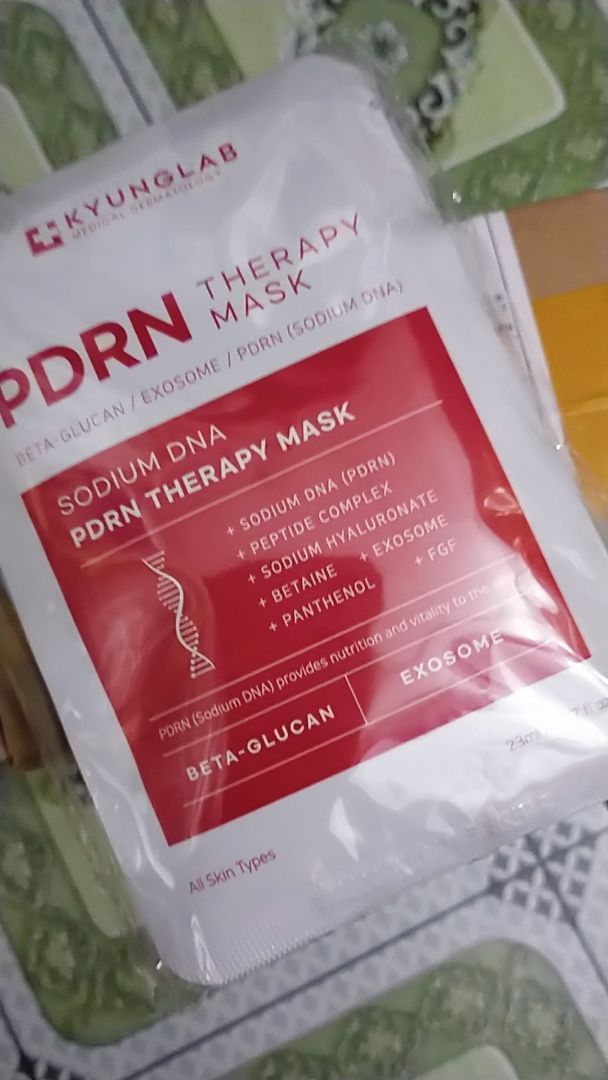 KYUNGLAB
MEDICAL DERMATOLOGY
PDRN THERAPY
MASK
BETA-GLUCAN / EXOSOME / PDRN (SODIUM DNA)
SODIUM DNA
PDRN THERAPY MASK
+ SODIUM DNA (PDRN)
+ PEPTIDE COMPLEX
+ SODIUM HYALURONATE
+ BETAINE + EXOSOME
+ PANTHENOL + FGF
PDRN (Sodium DNA) provides nutrition and vitality to the
BETA-GLUCAN EXOSOME
23ml
All Skin Types